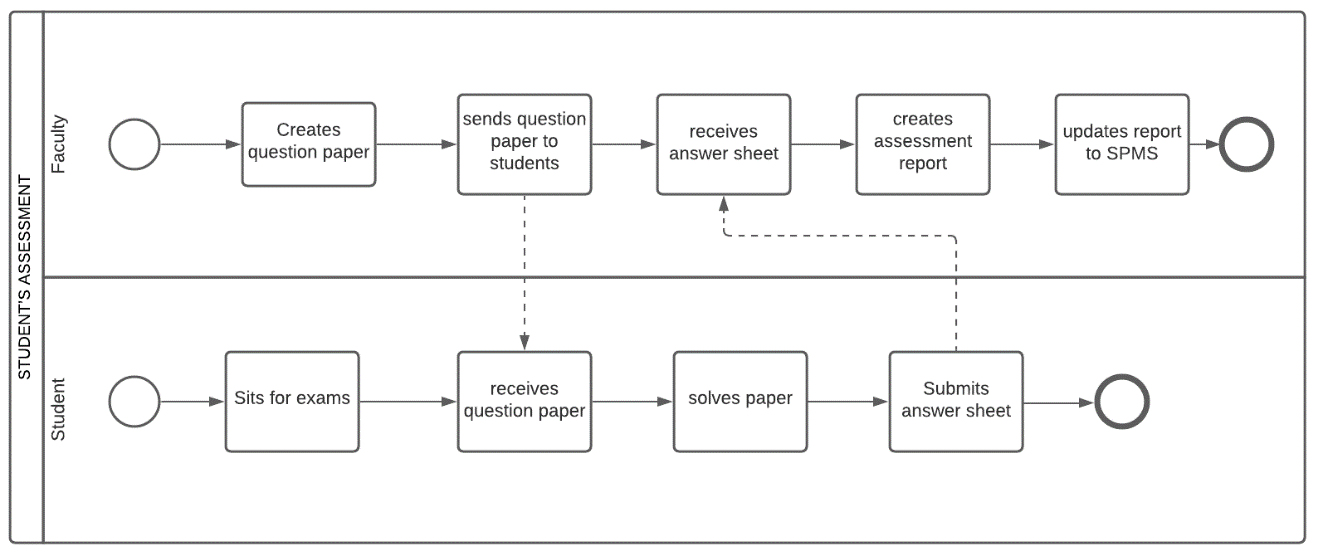 STUDENT'S ASSESSMENT
Faculty
Creates
question paper
sends question
paper to
students
receives
answer sheet
creates
assessment
report
updates report
to SPMS
Student
Sits for exams
receives
question paper
solves paper
Submits
answer sheet